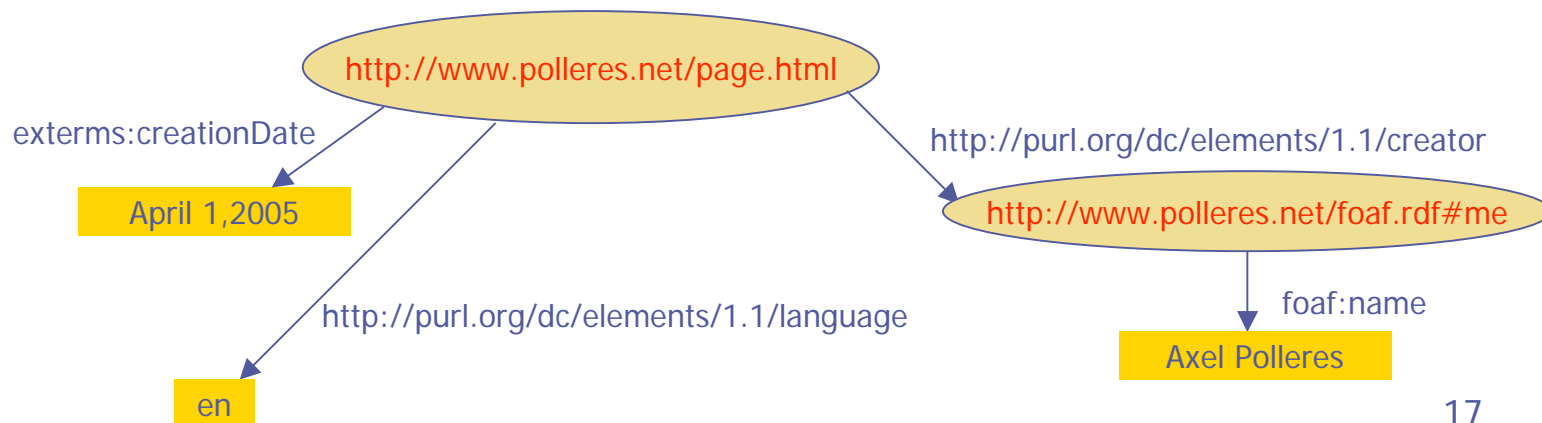 http://www.polleres.net/page.html
exterms:creationDate
http://purl.org/dc/elements/1.1/creator
April 1,2005
http://www.polleres.net/foaf.rdf#me
http://purl.org/dc/elements/1.1/language
foaf:name
Axel Polleres
en
17